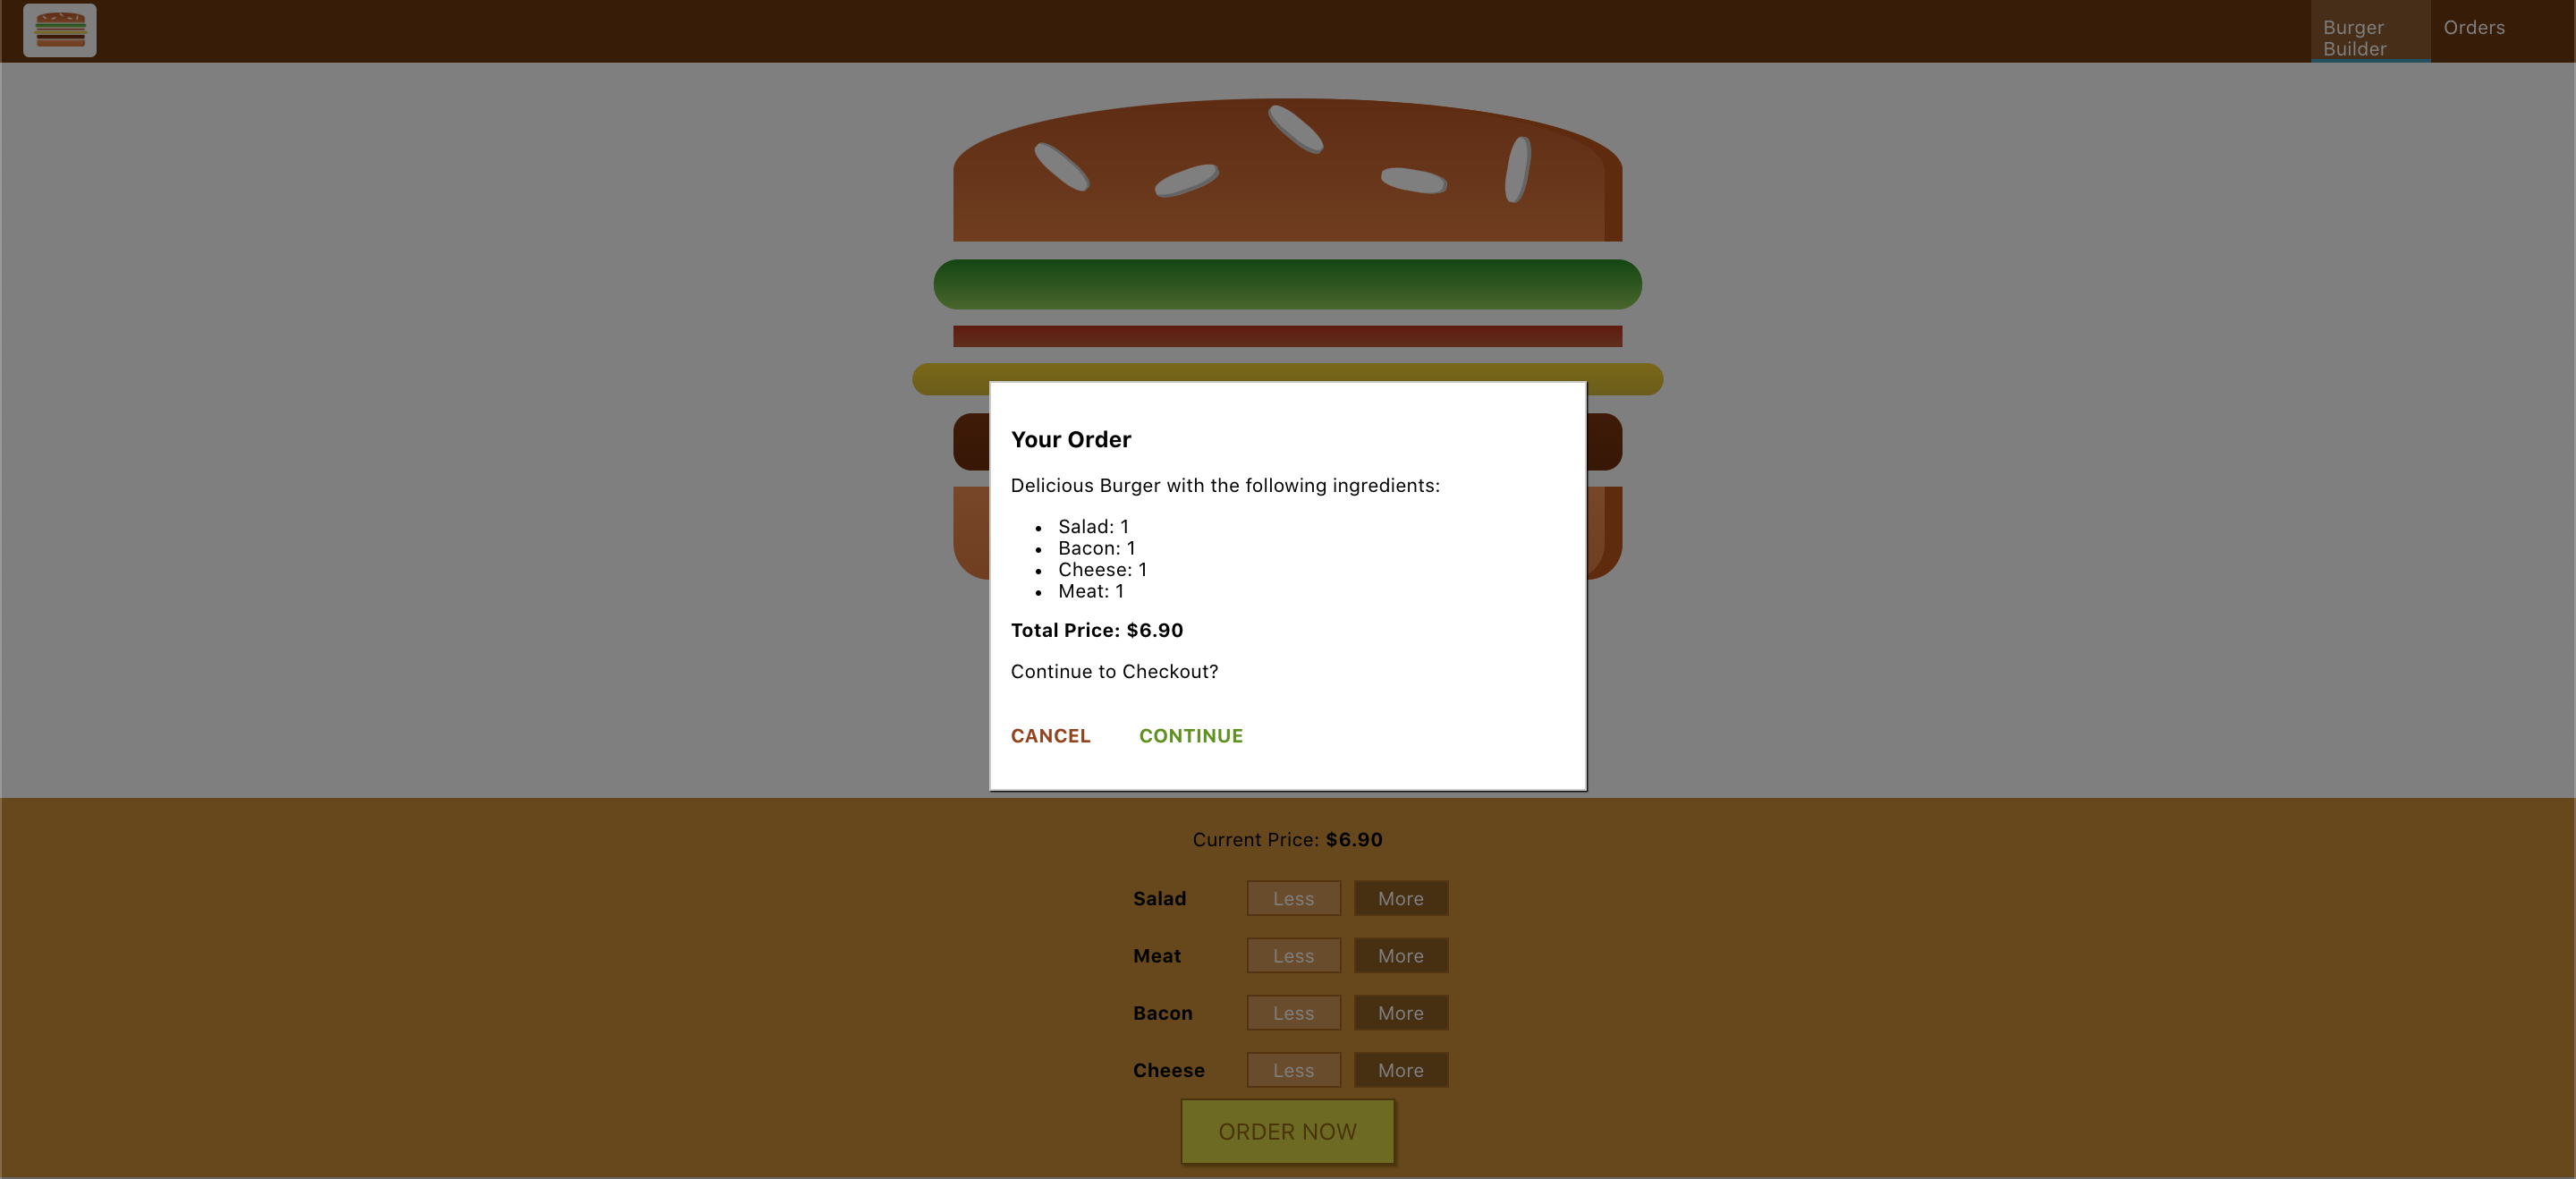 Burger
Builder
Orders
Your Order
Delicious Burger with the following ingredients:
• Salad: 1
• Bacon: 1
• Cheese: 1
• Meat: 1
Total Price: $6.90
Continue to Checkout?
CANCEL CONTINUE
Current Price: $6.90
Salad Less More
Meat Less More
Bacon Less More
Cheese Less More
ORDER NOW